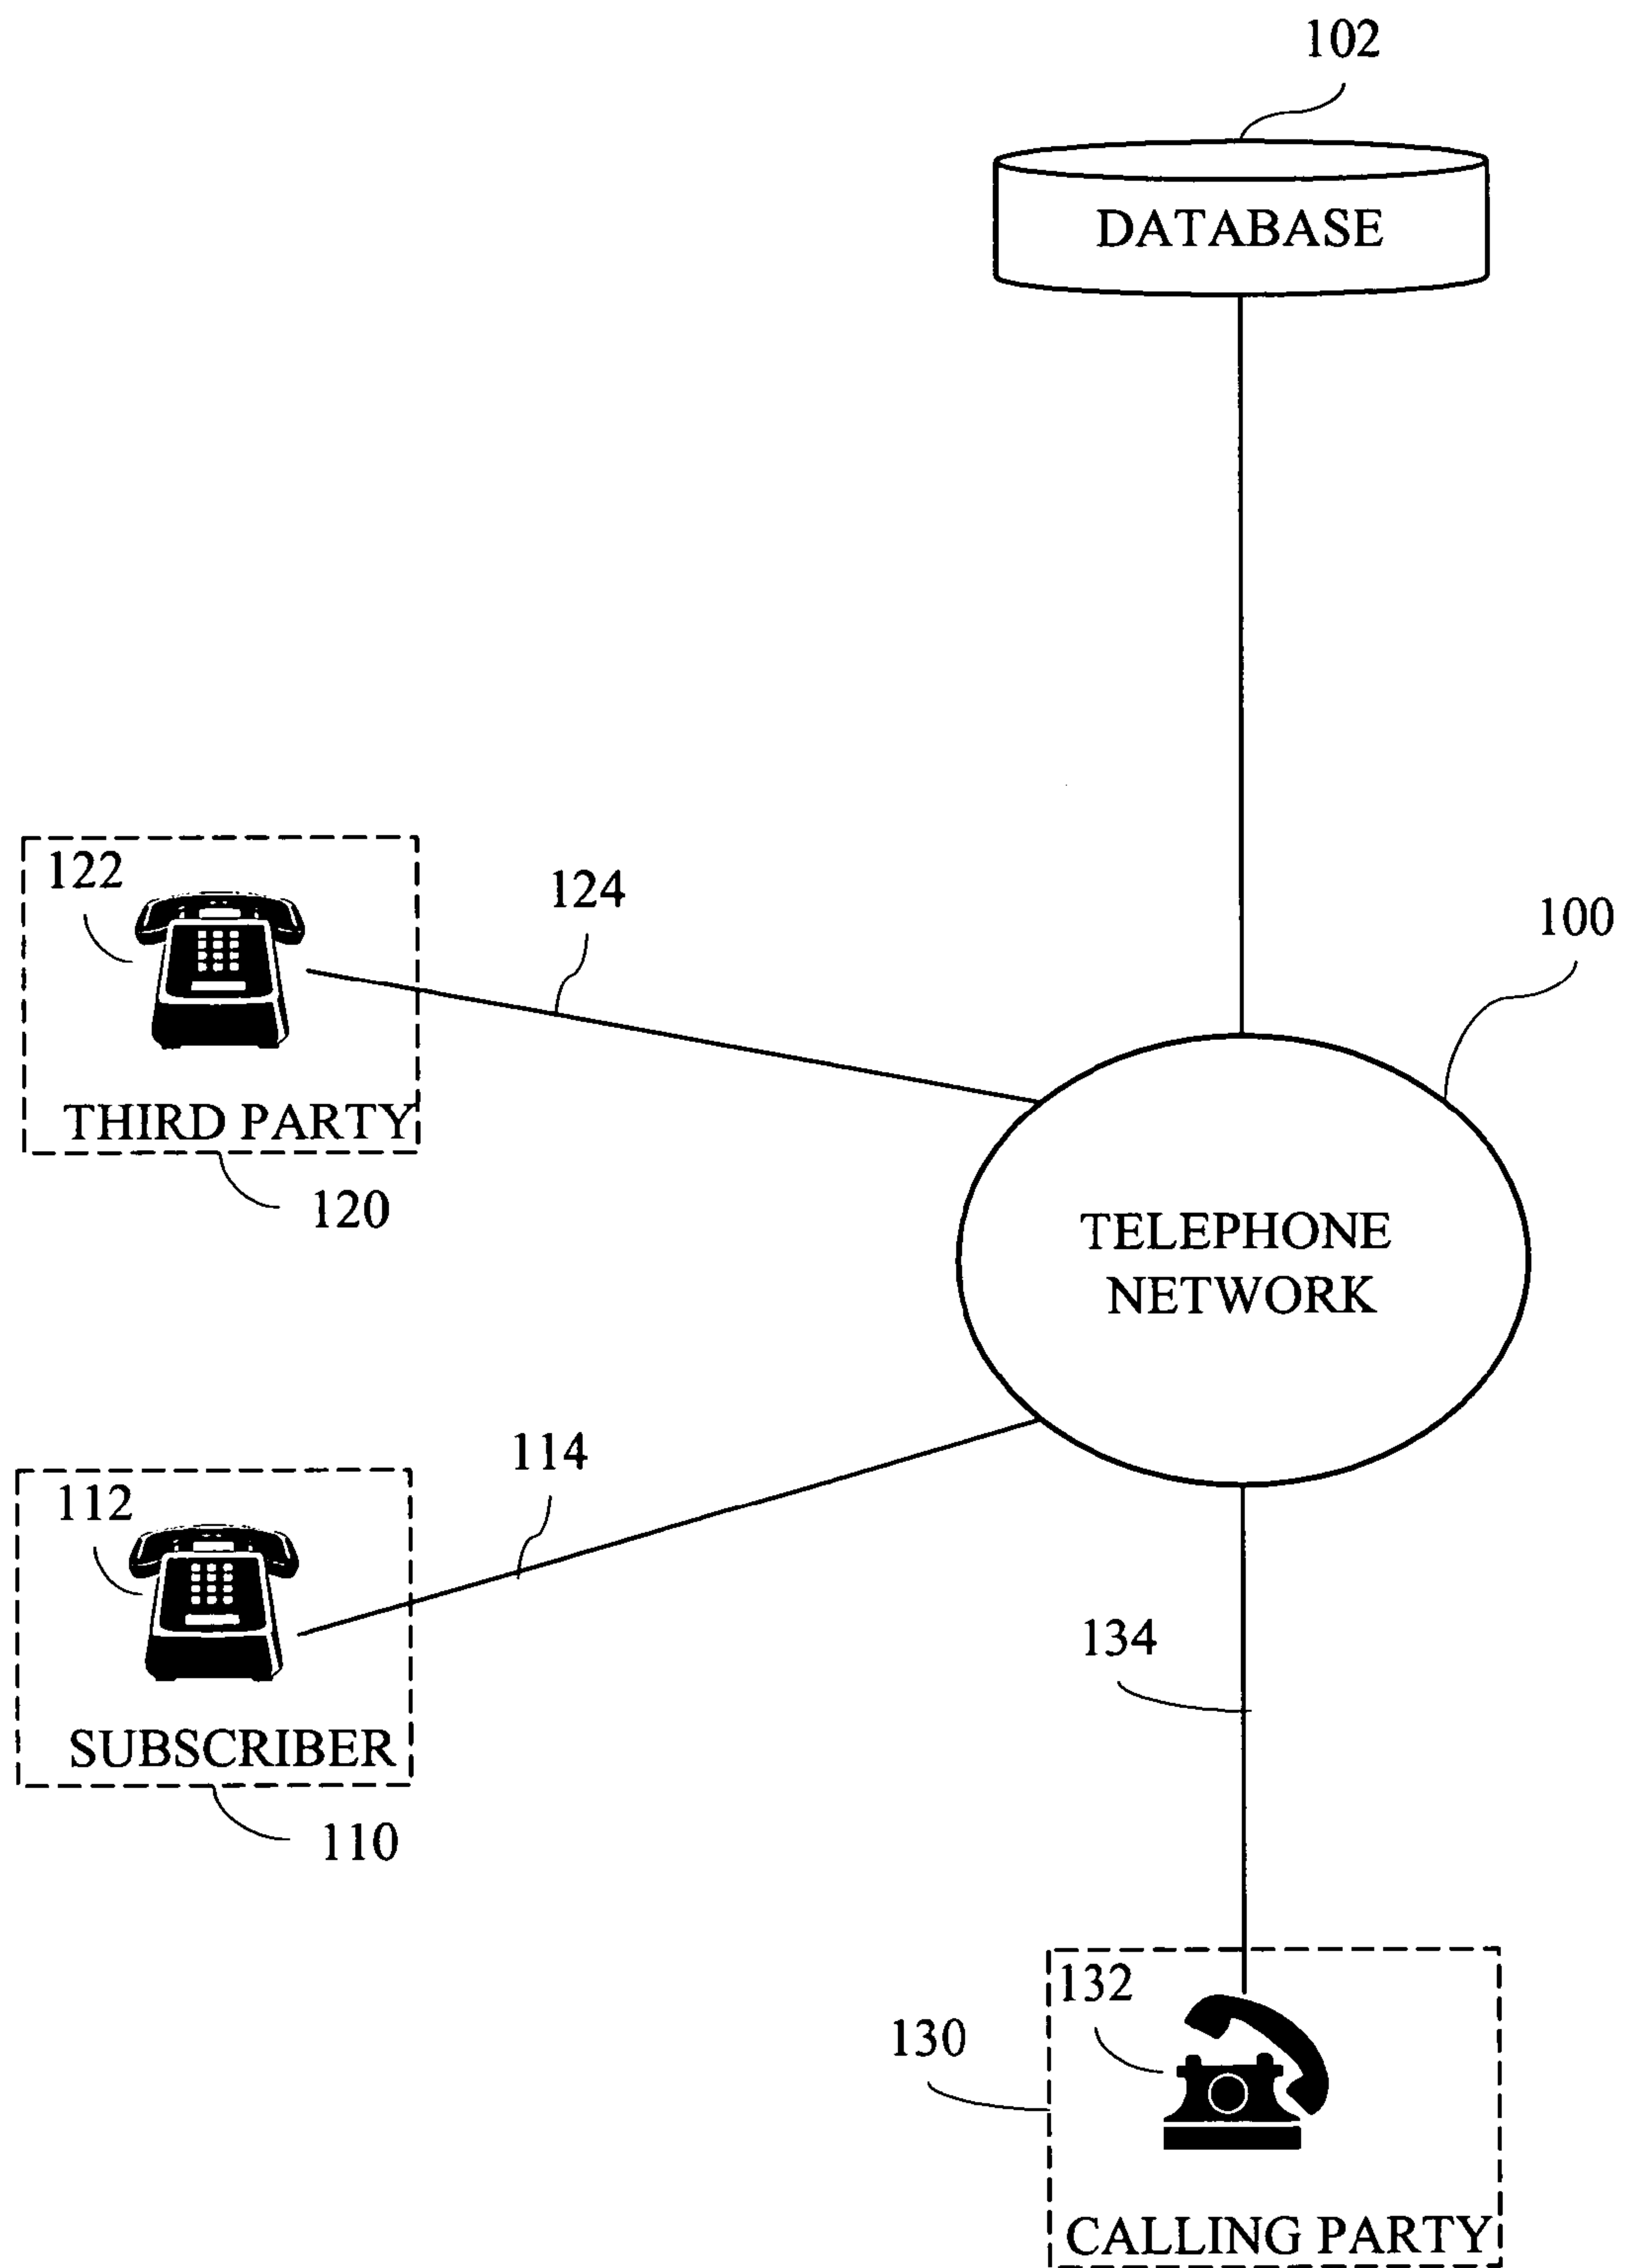 102
DATABASE
122
124
100
THIRD PARTY
120
TELEPHONE
NETWORK
114
112
134
SUBSCRIBER
110
132
130
CALLING PARTY